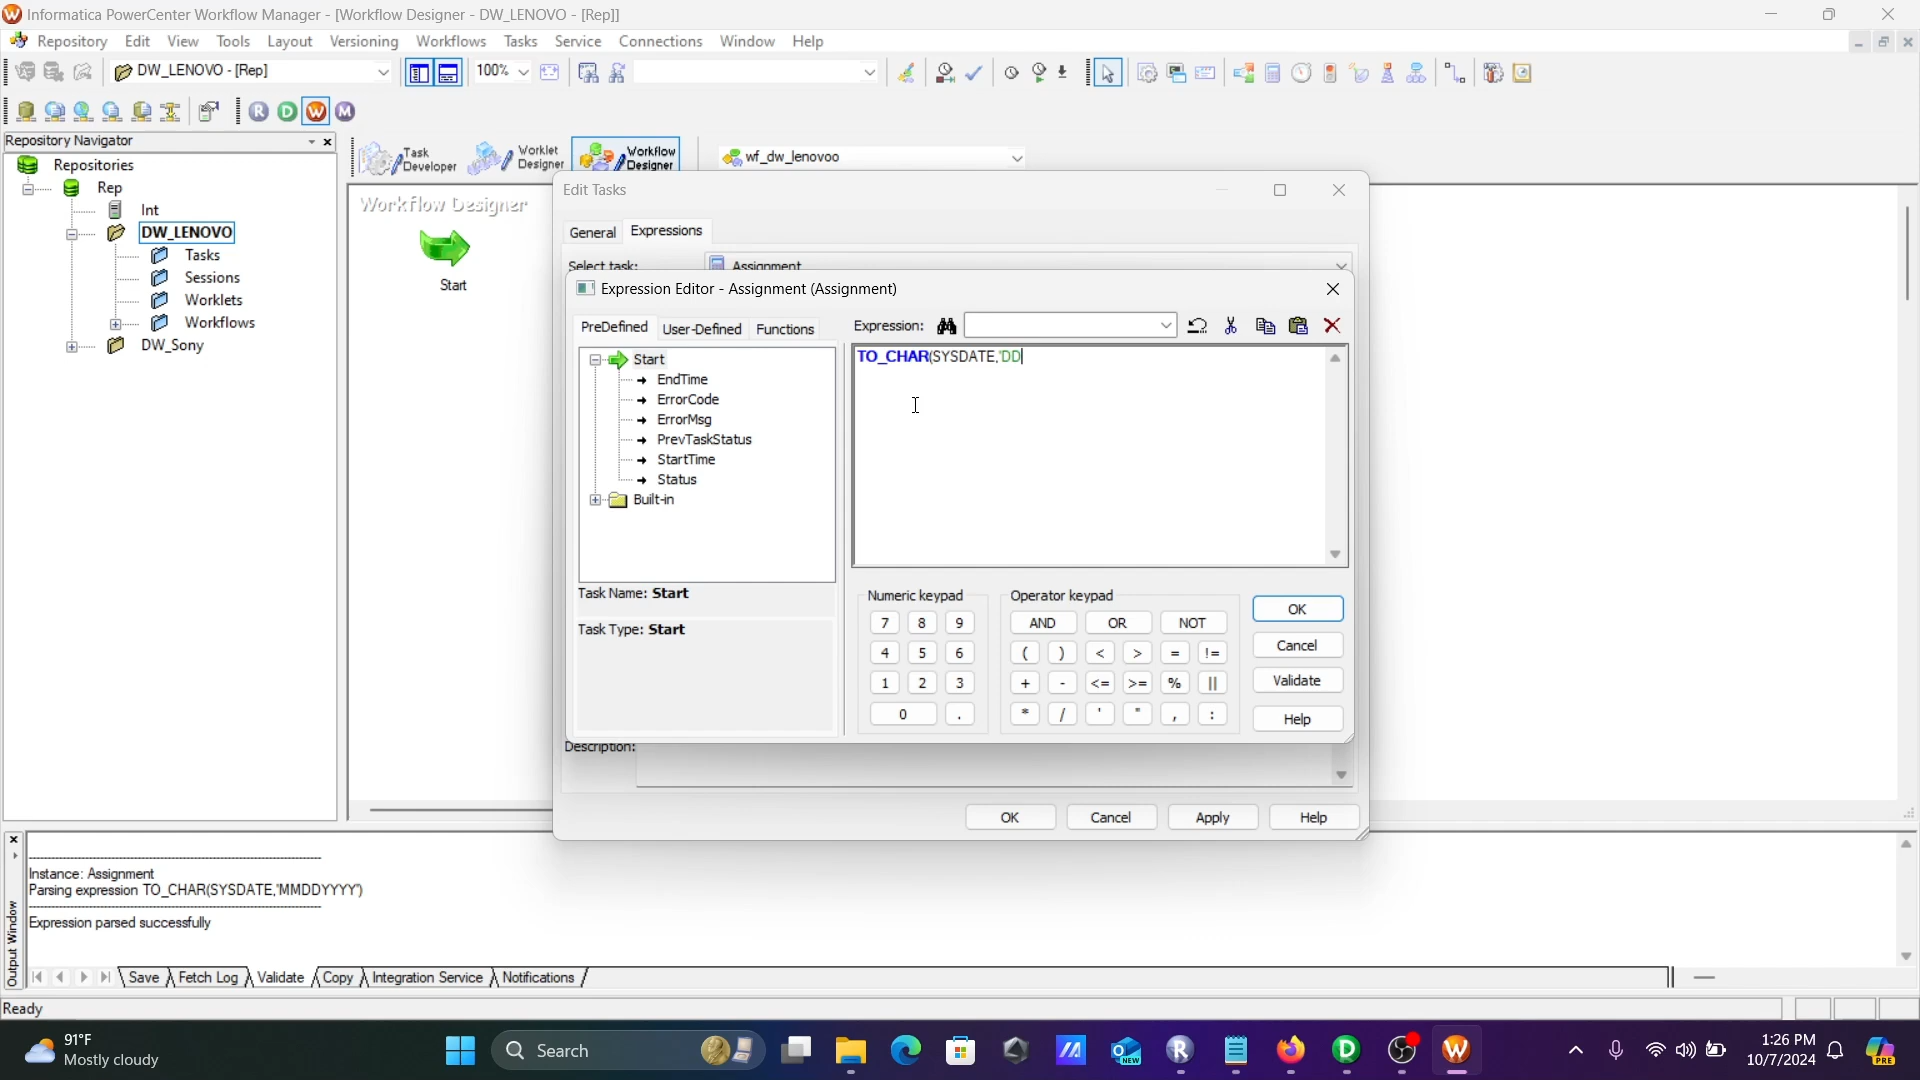 Informatica PowerCenter Workflow Manager - [Workflow Designer - DW_LENOVO - [Rep]]
Repository Edit View Tools Layout Versioning Workflows Tasks Service Connections Window Help
DW_LENOVO - [Rep] 100%
R D W M
Repository Navigator
Repositories
Rep
Int
DW_LENOVO
Tasks
Sessions
Worklets
Workflows
DW_Sony
Task Developer
Worklet Designer
Workflow Designer
wf_dw_lenovoo
Workflow Designer
Start
Edit Tasks
General Expressions
Select task: Assignment
Expression Editor - Assignment (Assignment)
PreDefined User-Defined Functions
Expression:
Start
EndTime
ErrorCode
ErrorMsg
PrevTaskStatus
StartTime
Status
Built-in
TO_CHAR(SYSDATE,'DD
Task Name: Start
Task Type: Start
Numeric keypad
7 8 9
4 5 6
1 2 3
0 .
Operator keypad
AND OR NOT
( ) < > = !=
+ - <= >= % ||
* / ' " , :
OK
Cancel
Validate
Help
Description:
OK Cancel Apply Help
Output Window
Instance: Assignment
Parsing expression TO_CHAR(SYSDATE,'MMDDYYYY')
Expression parsed successfully
Save Fetch Log Validate Copy Integration Service Notifications
Ready
91°F
Mostly cloudy
Search
NEW
R
D
W
1:26 PM
10/7/2024
PRE